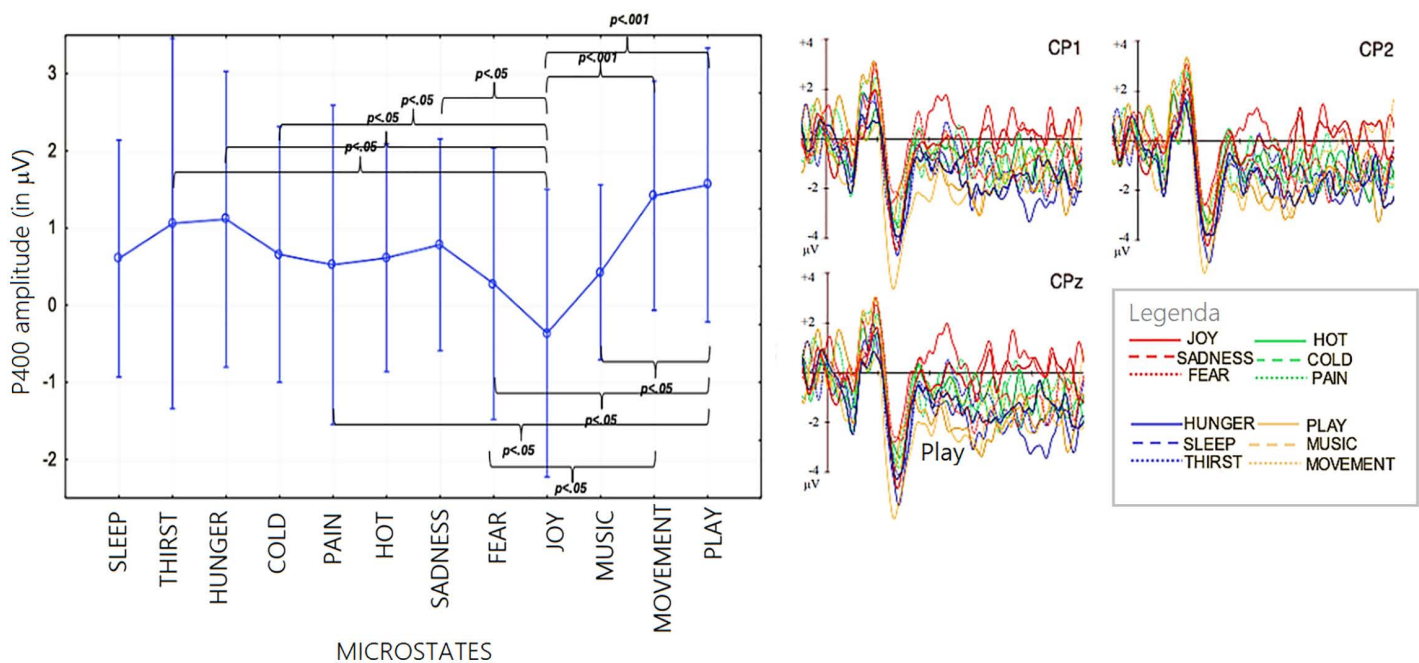 p<.001
p<.001
p<.05
p<.05
p<.05
P400 amplitude (in µV)
3
2
1
0
-1
-2
p<.05
p<.05
p<.05
p<.05
SLEEP
THIRST
HUNGER
COLD
PAIN
HOT
SADNESS
FEAR
JOY
MUSIC
MOVEMENT
PLAY
MICROSTATES
+4
+2
-2
-4
µV
CP1
+4
+2
-2
-4
µV
CP2
+4
+2
-2
-4
µV
CPz
Play
Legenda
JOY HOT
SADNESS COLD
FEAR PAIN
HUNGER PLAY
SLEEP MUSIC
THIRST MOVEMENT